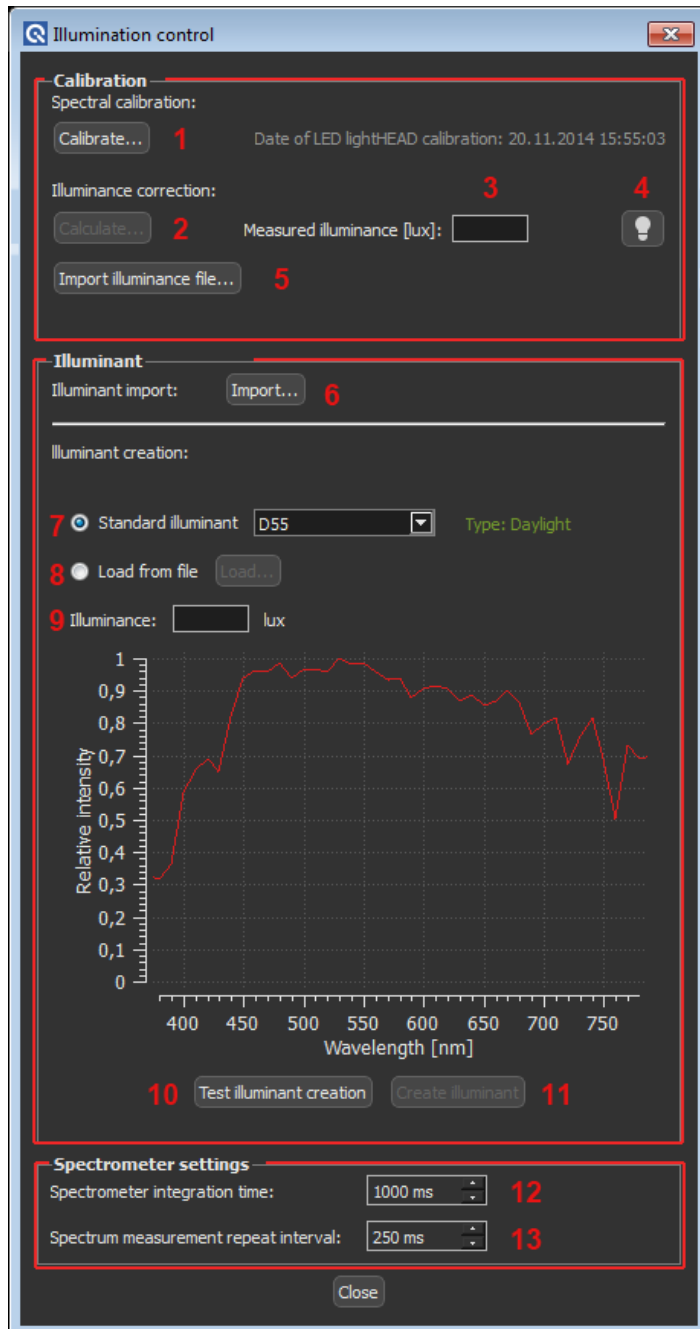 Illumination control
Calibration
Spectral calibration:
Calibrate... 1 Date of LED lightHEAD calibration: 20.11.2014 15:55:03
Illuminance correction: 3 4
Calculate... 2 Measured illuminance [lux]:
Import illuminance file... 5
Illuminant
Illuminant import: Import... 6
Illuminant creation:
7 Standard illuminant D55 Type: Daylight
8 Load from file Load...
9 Illuminance: lux
1
0,9
0,8
0,7
0,6
0,5
0,4
0,3
0,2
0,1
0
Relative intensity
400 450 500 550 600 650 700 750
Wavelength [nm]
10 Test illuminant creation Create illuminant 11
Spectrometer settings
Spectrometer integration time: 1000 ms 12
Spectrum measurement repeat interval: 250 ms 13
Close